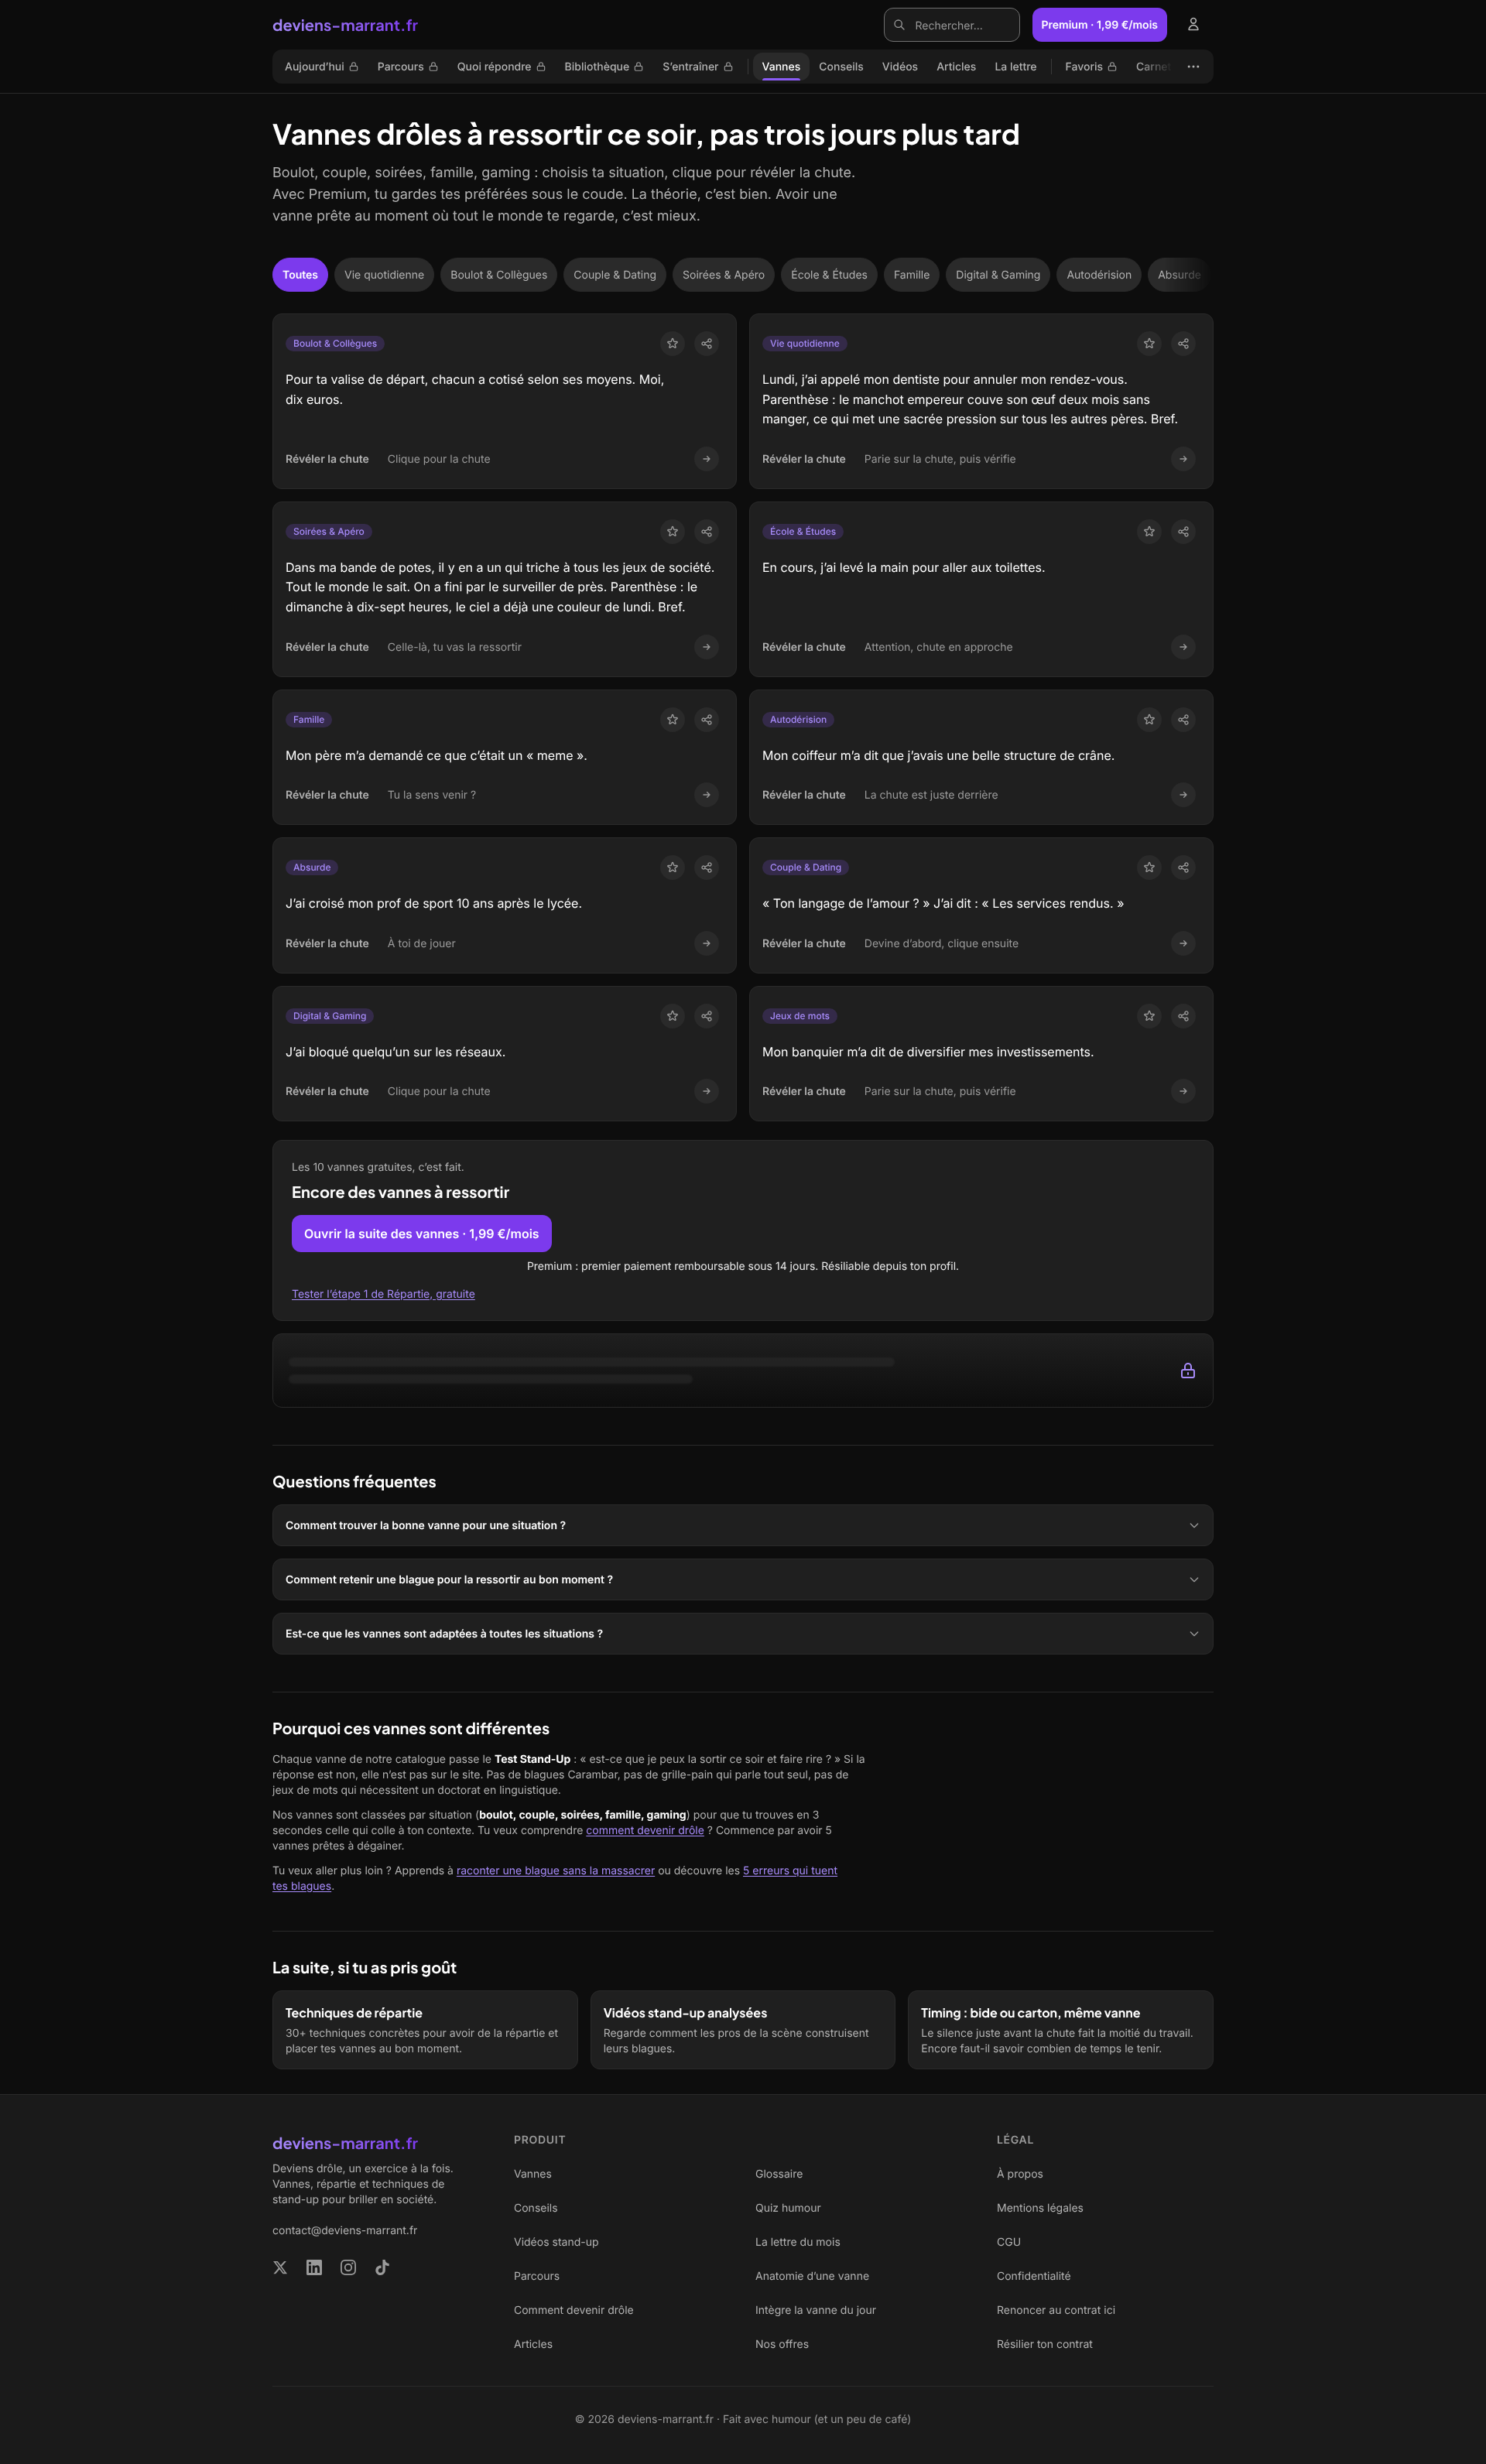 deviens-marrant.fr
Rechercher...
Premium · 1,99 €/mois
Aujourd’hui
Parcours
Quoi répondre
Bibliothèque
S’entraîner
Vannes
Conseils
Vidéos
Articles
La lettre
Favoris
Carnet
Vannes drôles à ressortir ce soir, pas trois jours plus tard
Boulot, couple, soirées, famille, gaming : choisis ta situation, clique pour révéler la chute.
Avec Premium, tu gardes tes préférées sous le coude. La théorie, c’est bien. Avoir une
vanne prête au moment où tout le monde te regarde, c’est mieux.
Toutes
Vie quotidienne
Boulot & Collègues
Couple & Dating
Soirées & Apéro
École & Études
Famille
Digital & Gaming
Autodérision
Absurde
Boulot & Collègues
Pour ta valise de départ, chacun a cotisé selon ses moyens. Moi,
dix euros.
Révéler la chute
Clique pour la chute
Vie quotidienne
Lundi, j’ai appelé mon dentiste pour annuler mon rendez-vous.
Parenthèse : le manchot empereur couve son œuf deux mois sans
manger, ce qui met une sacrée pression sur tous les autres pères. Bref.
Révéler la chute
Parie sur la chute, puis vérifie
Soirées & Apéro
Dans ma bande de potes, il y en a un qui triche à tous les jeux de société.
Tout le monde le sait. On a fini par le surveiller de près. Parenthèse : le
dimanche à dix-sept heures, le ciel a déjà une couleur de lundi. Bref.
Révéler la chute
Celle-là, tu vas la ressortir
École & Études
En cours, j’ai levé la main pour aller aux toilettes.
Révéler la chute
Attention, chute en approche
Famille
Mon père m’a demandé ce que c’était un « meme ».
Révéler la chute
Tu la sens venir ?
Autodérision
Mon coiffeur m’a dit que j’avais une belle structure de crâne.
Révéler la chute
La chute est juste derrière
Absurde
J’ai croisé mon prof de sport 10 ans après le lycée.
Révéler la chute
À toi de jouer
Couple & Dating
« Ton langage de l’amour ? » J’ai dit : « Les services rendus. »
Révéler la chute
Devine d’abord, clique ensuite
Digital & Gaming
J’ai bloqué quelqu’un sur les réseaux.
Révéler la chute
Clique pour la chute
Jeux de mots
Mon banquier m’a dit de diversifier mes investissements.
Révéler la chute
Parie sur la chute, puis vérifie
Les 10 vannes gratuites, c’est fait.
Encore des vannes à ressortir
Ouvrir la suite des vannes · 1,99 €/mois
Premium : premier paiement remboursable sous 14 jours. Résiliable depuis ton profil.
Tester l’étape 1 de Répartie, gratuite
Questions fréquentes
Comment trouver la bonne vanne pour une situation ?
Comment retenir une blague pour la ressortir au bon moment ?
Est-ce que les vannes sont adaptées à toutes les situations ?
Pourquoi ces vannes sont différentes
Chaque vanne de notre catalogue passe le Test Stand-Up : « est-ce que je peux la sortir ce soir et faire rire ? » Si la
réponse est non, elle n’est pas sur le site. Pas de blagues Carambar, pas de grille-pain qui parle tout seul, pas de
jeux de mots qui nécessitent un doctorat en linguistique.
Nos vannes sont classées par situation (boulot, couple, soirées, famille, gaming) pour que tu trouves en 3
secondes celle qui colle à ton contexte. Tu veux comprendre comment devenir drôle ? Commence par avoir 5
vannes prêtes à dégainer.
Tu veux aller plus loin ? Apprends à raconter une blague sans la massacrer ou découvre les 5 erreurs qui tuent
tes blagues.
La suite, si tu as pris goût
Techniques de répartie
30+ techniques concrètes pour avoir de la répartie et
placer tes vannes au bon moment.
Vidéos stand-up analysées
Regarde comment les pros de la scène construisent
leurs blagues.
Timing : bide ou carton, même vanne
Le silence juste avant la chute fait la moitié du travail.
Encore faut-il savoir combien de temps le tenir.
deviens-marrant.fr
Deviens drôle, un exercice à la fois.
Vannes, répartie et techniques de
stand-up pour briller en société.
contact@deviens-marrant.fr
PRODUIT
Vannes
Conseils
Vidéos stand-up
Parcours
Comment devenir drôle
Articles
Glossaire
Quiz humour
La lettre du mois
Anatomie d’une vanne
Intègre la vanne du jour
Nos offres
LÉGAL
À propos
Mentions légales
CGU
Confidentialité
Renoncer au contrat ici
Résilier ton contrat
© 2026 deviens-marrant.fr · Fait avec humour (et un peu de café)